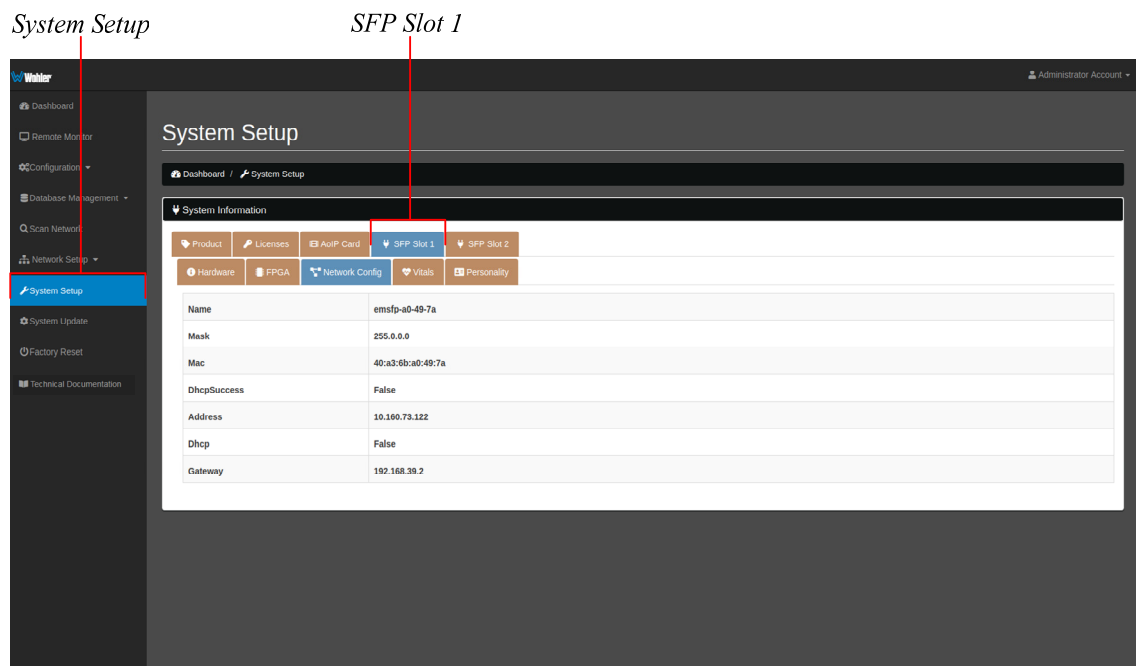 System Setup
SFP Slot 1
Wohler
Administrator Account
Dashboard
Remote Monitor
Configuration
Database Management
Scan Network
Network Setup
System Setup
System Update
Factory Reset
Technical Documentation
System Setup
Dashboard / System Setup
System Information
Product Licenses AoIP Card SFP Slot 1 SFP Slot 2
Hardware FPGA Network Config Vitals Personality
Name emsfp-a0-49-7a
Mask 255.0.0.0
Mac 40:a3:6b:a0:49:7a
DhcpSuccess False
Address 10.160.73.122
Dhcp False
Gateway 192.168.39.2